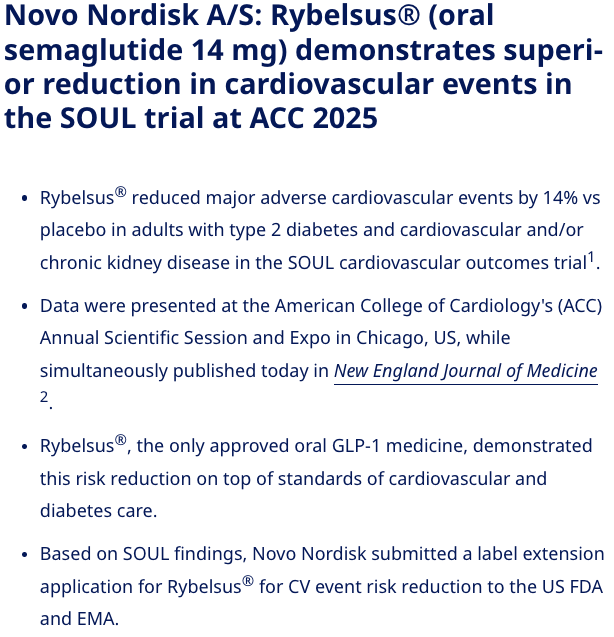 Novo Nordisk A/S: Rybelsus® (oral
semaglutide 14 mg) demonstrates superi-
or reduction in cardiovascular events in
the SOUL trial at ACC 2025
• Rybelsus® reduced major adverse cardiovascular events by 14% vs
placebo in adults with type 2 diabetes and cardiovascular and/or
chronic kidney disease in the SOUL cardiovascular outcomes trial1.
• Data were presented at the American College of Cardiology's (ACC)
Annual Scientific Session and Expo in Chicago, US, while
simultaneously published today in New England Journal of Medicine
2.
• Rybelsus®, the only approved oral GLP-1 medicine, demonstrated
this risk reduction on top of standards of cardiovascular and
diabetes care.
• Based on SOUL findings, Novo Nordisk submitted a label extension
application for Rybelsus® for CV event risk reduction to the US FDA
and EMA.